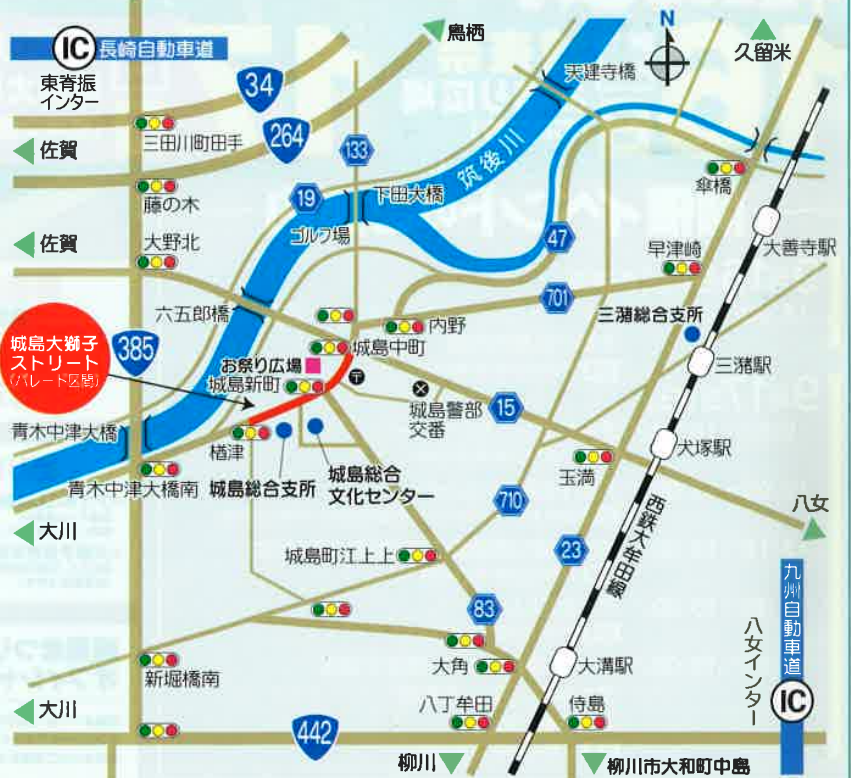 IC 長崎自動車道
東脊振
インター
鳥栖
N
久留米
天建寺橋
34
264
三田川町田手
佐賀
133
筑後川
傘橋
藤の木
19
下田大橋
ゴルフ場
47
大善寺駅
大野北
佐賀
早津崎
701
三潴総合支所
六五郎橋
内野
城島大獅子
ストリート
(パレード区間)
385
城島中町
お祭り広場
城島新町
〒
三潴駅
城島警部
交番
15
青木中津大橋
楢津
犬塚駅
青木中津大橋南
城島総合支所
城島総合
文化センター
玉満
710
八女
大川
西鉄大牟田線
23
城島町江上上
九州自動車道
八女インター
IC
83
大角
大溝駅
新堀橋南
大川
八丁牟田
侍島
442
柳川
柳川市大和町中島